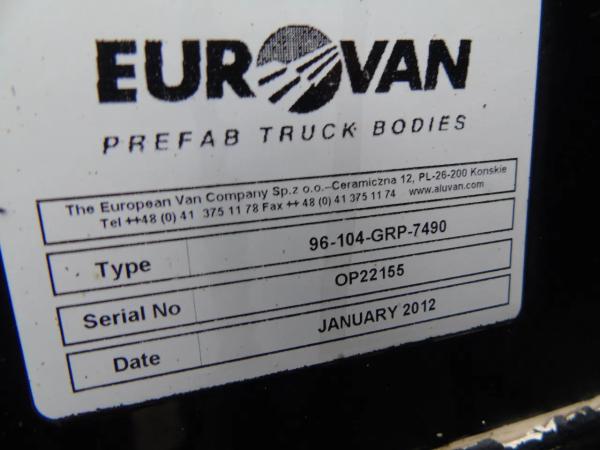 EUROVAN
PREFAB TRUCK BODIES
The European Van Company Sp.z o.o.–Ceramiczna 12, PL-26-200 Konskie
Tel ++48 (0) 41 375 11 78 Fax ++ 48 (0) 41 375 11 74 www.aluvan.com
Type 96-104-GRP-7490
Serial No OP22155
Date JANUARY 2012